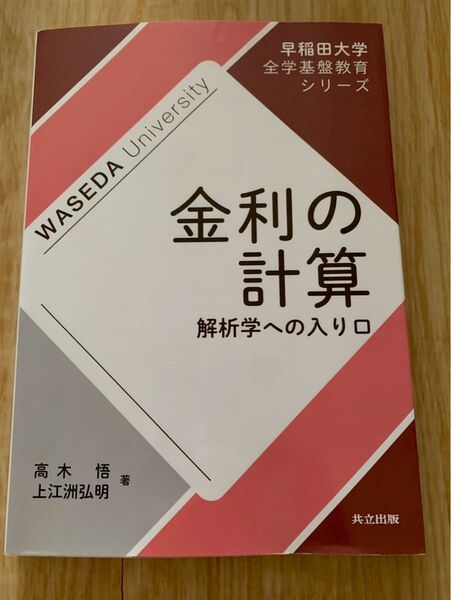 早稲田大学
全学基盤教育
シリーズ
WASEDA University
金利の
計算
解析学への入り口
高木 悟
上江洲弘明 著
共立出版